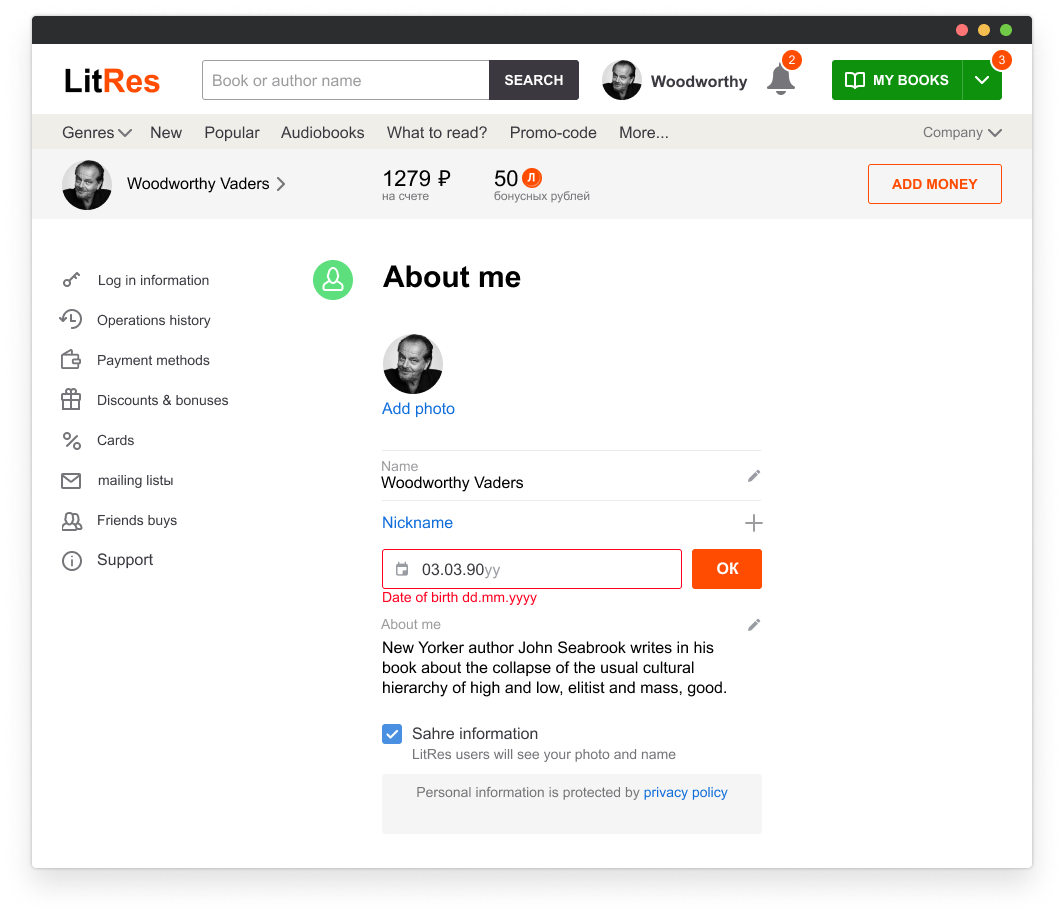 LitRes
Book or author name
SEARCH
Woodworthy
2
MY BOOKS
3
Genres New Popular Audiobooks What to read? Promo-code More... Company
Woodworthy Vaders
1279 ₽
на счете
50 Л
бонусных рублей
ADD MONEY
Log in information
Operations history
Payment methods
Discounts & bonuses
Cards
mailing listы
Friends buys
Support
About me
Add photo
Name
Woodworthy Vaders
Nickname
03.03.90yy
ОК
Date of birth dd.mm.yyyy
About me
New Yorker author John Seabrook writes in his
book about the collapse of the usual cultural
hierarchy of high and low, elitist and mass, good.
Sahre information
LitRes users will see your photo and name
Personal information is protected by privacy policy